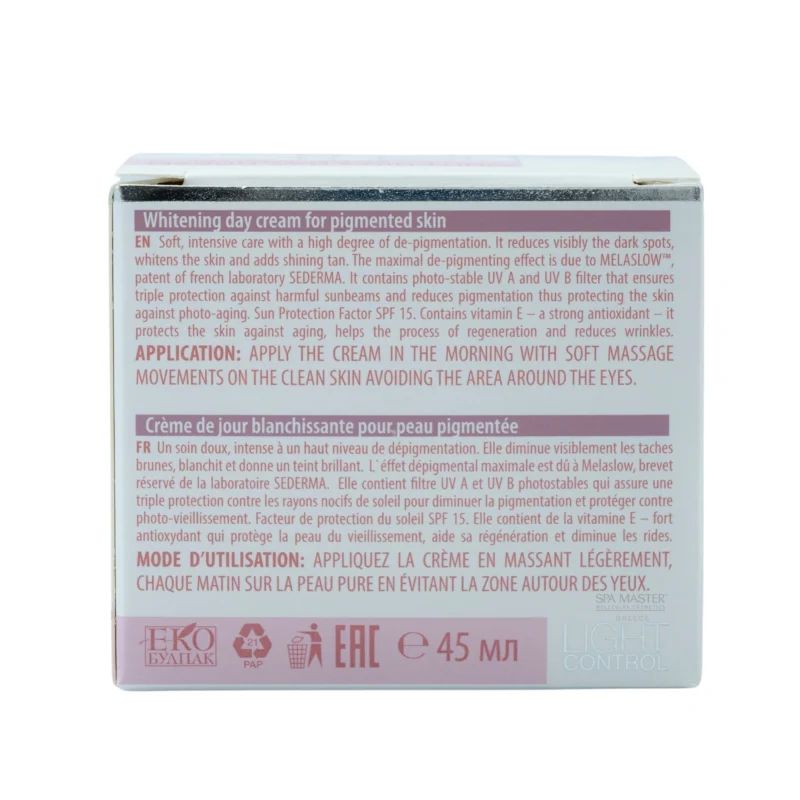 Whitening day cream for pigmented skin
EN Soft, intensive care with a high degree of de-pigmentation. It reduces visibly the dark spots,
whitens the skin and adds shining tan. The maximal de-pigmenting effect is due to MELASLOW™,
patent of french laboratory SEDERMA. It contains photo-stable UV A and UV B filter that ensures
triple protection against harmful sunbeams and reduces pigmentation thus protecting the skin
against photo-aging. Sun Protection Factor SPF 15. Contains vitamin E – a strong antioxidant – it
protects the skin against aging, helps the process of regeneration and reduces wrinkles.
APPLICATION: APPLY THE CREAM IN THE MORNING WITH SOFT MASSAGE
MOVEMENTS ON THE CLEAN SKIN AVOIDING THE AREA AROUND THE EYES.
Crème de jour blanchissante pour peau pigmentée
FR Un soin doux, intense à un haut niveau de dépigmentation. Elle diminue visiblement les taches
brunes, blanchit et donne un teint brillant. L`éffet dépigmental maximale est dû à Melaslow, brevet
réservé de la laboratoire SEDERMA. Elle contient filtre UV A et UV B photostables qui assure une
triple protection contre les rayons nocifs de soleil pour diminuer la pigmentation et protéger contre
photo-vieillissement. Facteur de protection du soleil SPF 15. Elle contient de la vitamine E – fort
antioxydant qui protège la peau du vieillissement, aide sa régénération et diminue les rides.
MODE D'UTILISATION: APPLIQUEZ LA CRÈME EN MASSANT LÉGÈREMENT,
CHAQUE MATIN SUR LA PEAU PURE EN ÉVITANT LA ZONE AUTOUR DES YEUX.
SPA MASTER
MOLECULAR COSMETICS
LIGHT
CONTROL
ЕКО
БУЛПАК
21
PAP
EAC
℮ 45 МЛ